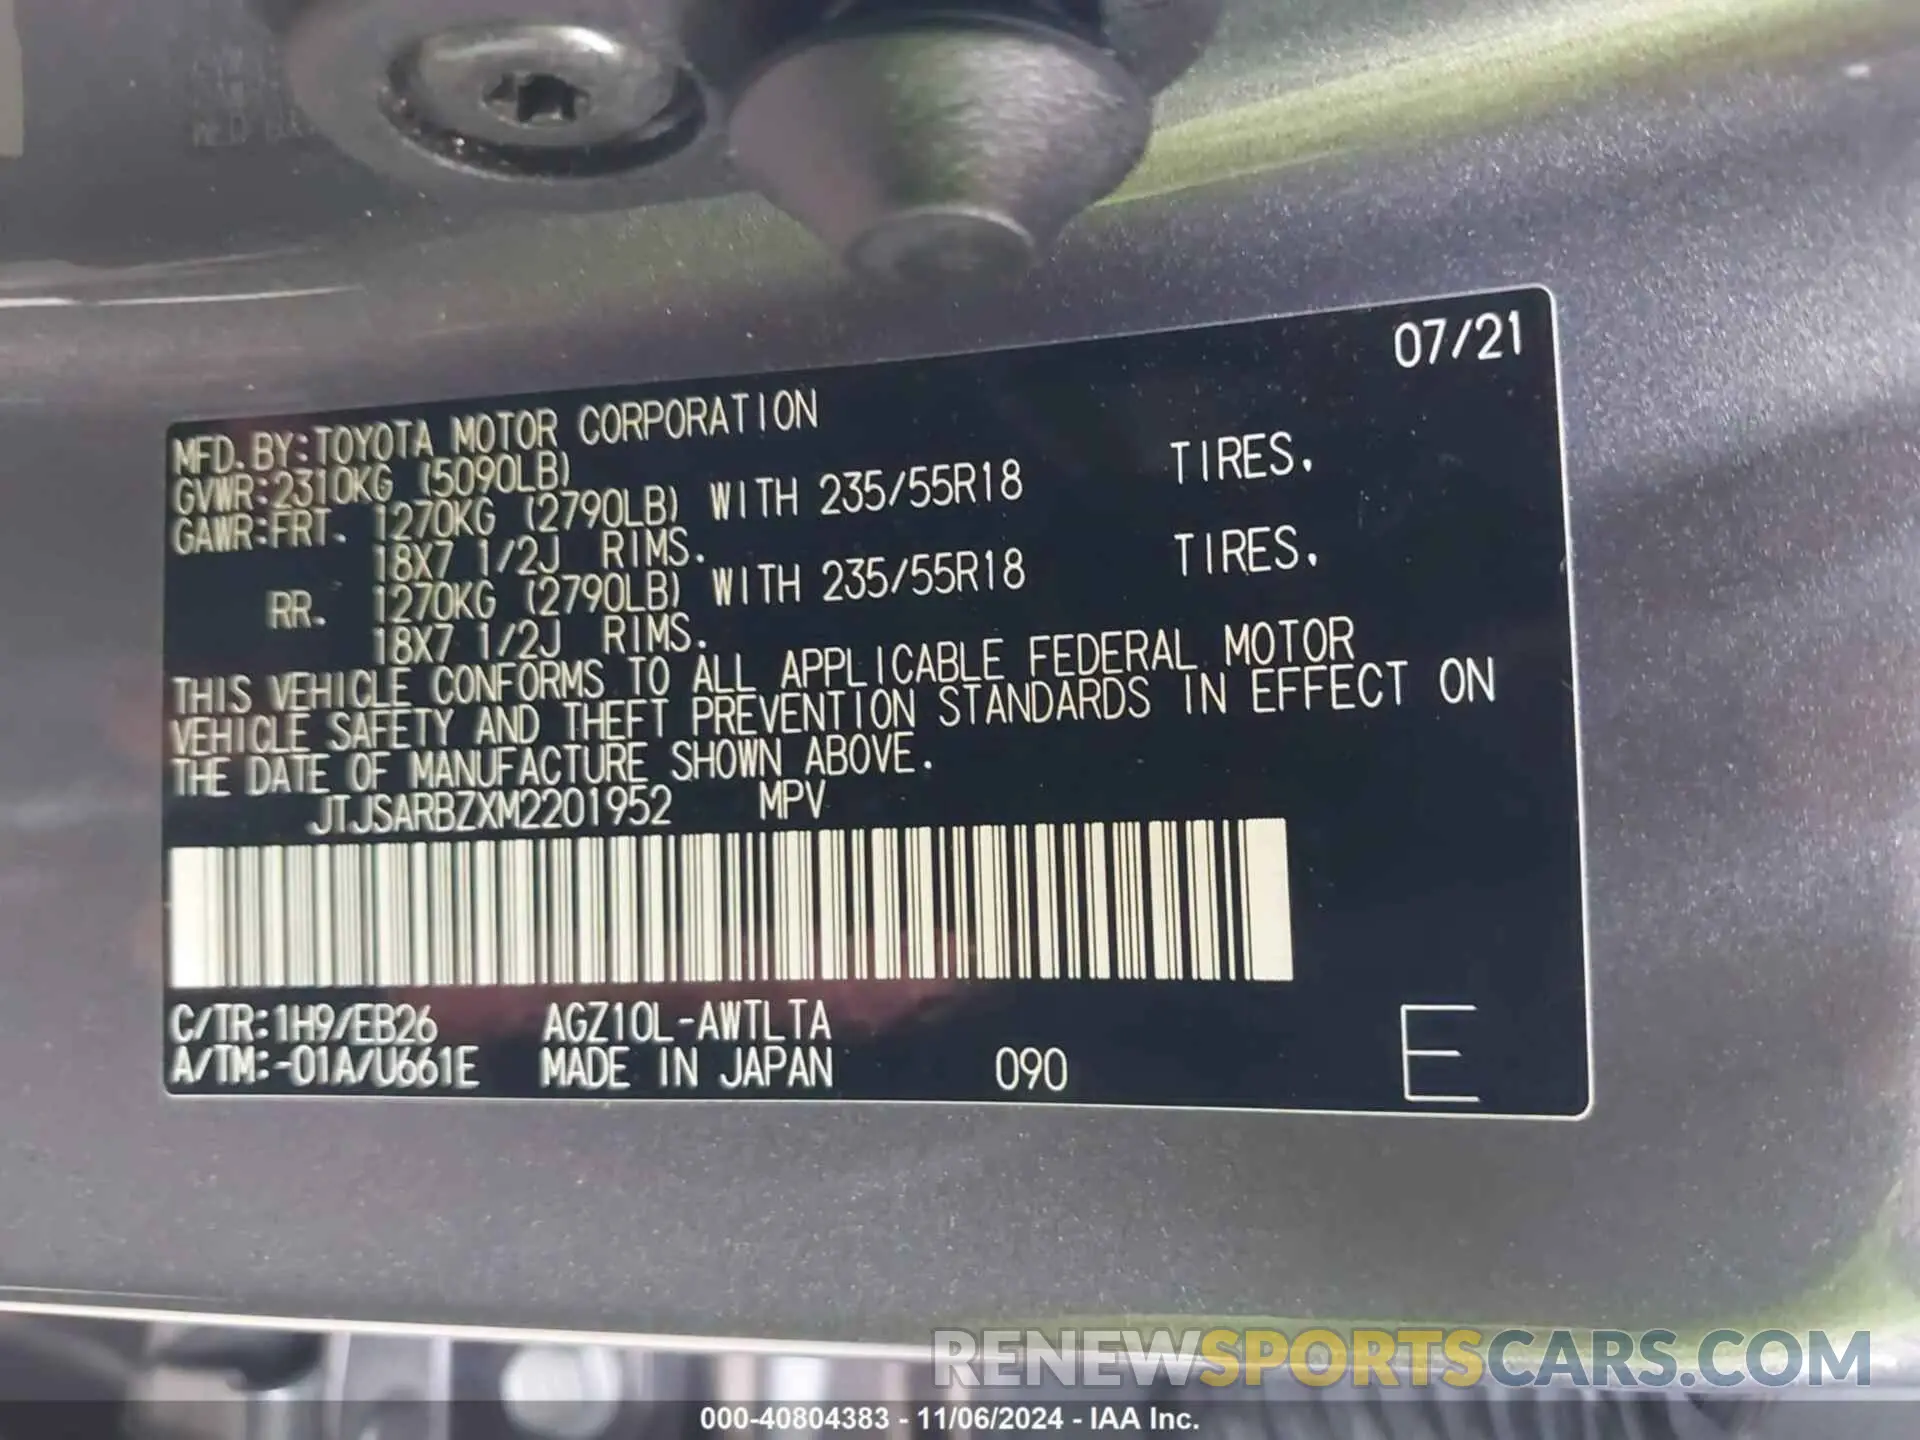 07/21
MFD. BY: TOYOTA MOTOR CORPORATION
GVWR: 2310KG (5090LB)
GAWR: FRT. 1270KG (2790LB) WITH 235/55R18 TIRES.
18X7 1/2J RIMS.
RR. 1270KG (2790LB) WITH 235/55R18 TIRES.
18X7 1/2J RIMS.
THIS VEHICLE CONFORMS TO ALL APPLICABLE FEDERAL MOTOR
VEHICLE SAFETY AND THEFT PREVENTION STANDARDS IN EFFECT ON
THE DATE OF MANUFACTURE SHOWN ABOVE.
JTJSARBZXM2201952 MPV
C/TR: 1H9/EB26 AGZ10L-AWTLTA
A/TM: -01A/U661E MADE IN JAPAN 090 E
RENEWSPORTSCARS.COM
000-40804383 - 11/06/2024 - IAA Inc.